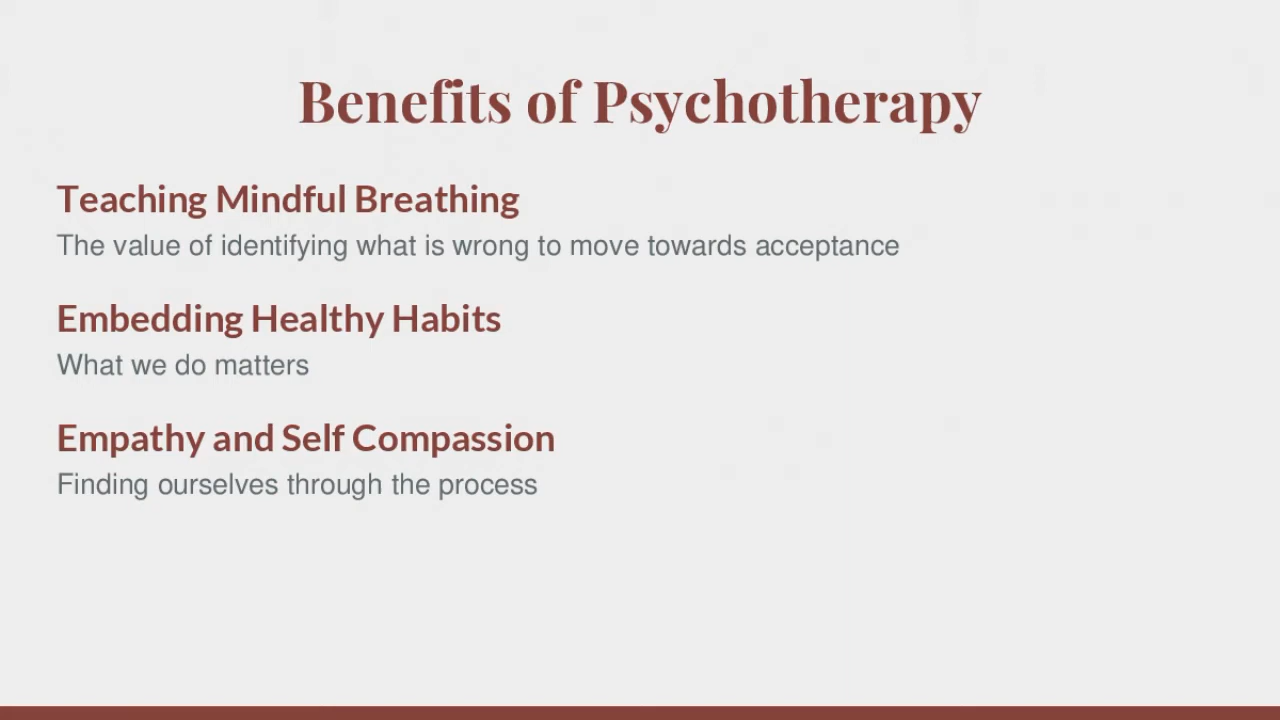 Benefits of Psychotherapy
Teaching Mindful Breathing
The value of identifying what is wrong to move towards acceptance
Embedding Healthy Habits
What we do matters
Empathy and Self Compassion
Finding ourselves through the process